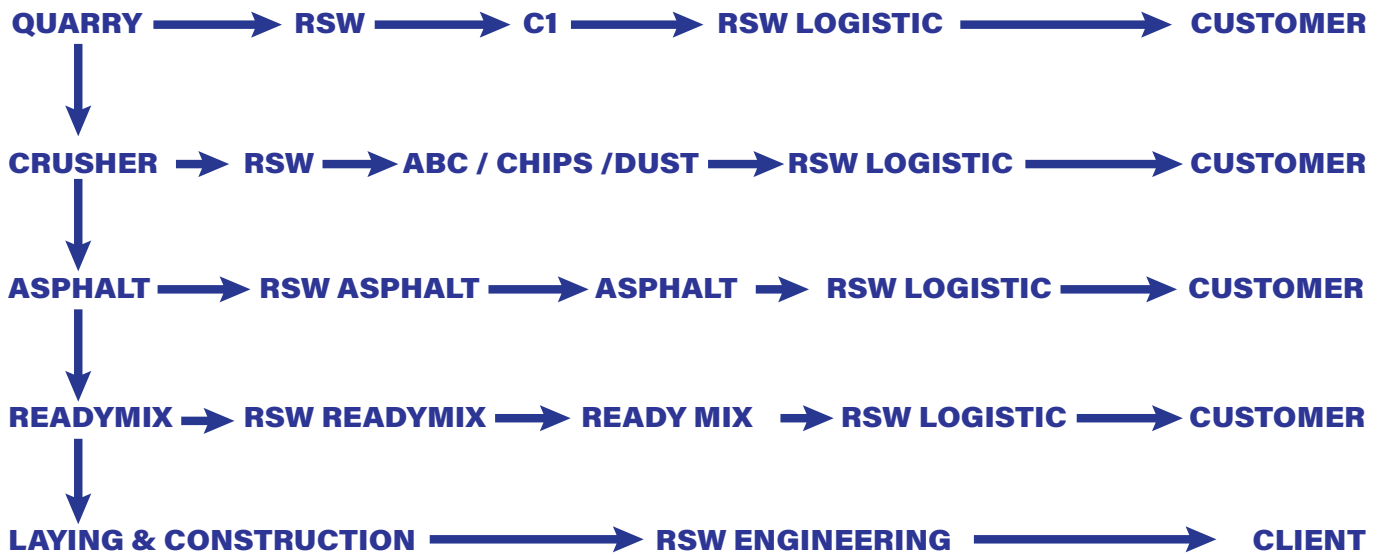 QUARRY RSW C1 RSW LOGISTIC CUSTOMER
CRUSHER RSW ABC / CHIPS /DUST RSW LOGISTIC CUSTOMER
ASPHALT RSW ASPHALT ASPHALT RSW LOGISTIC CUSTOMER
READYMIX RSW READYMIX READY MIX RSW LOGISTIC CUSTOMER
LAYING & CONSTRUCTION RSW ENGINEERING CLIENT